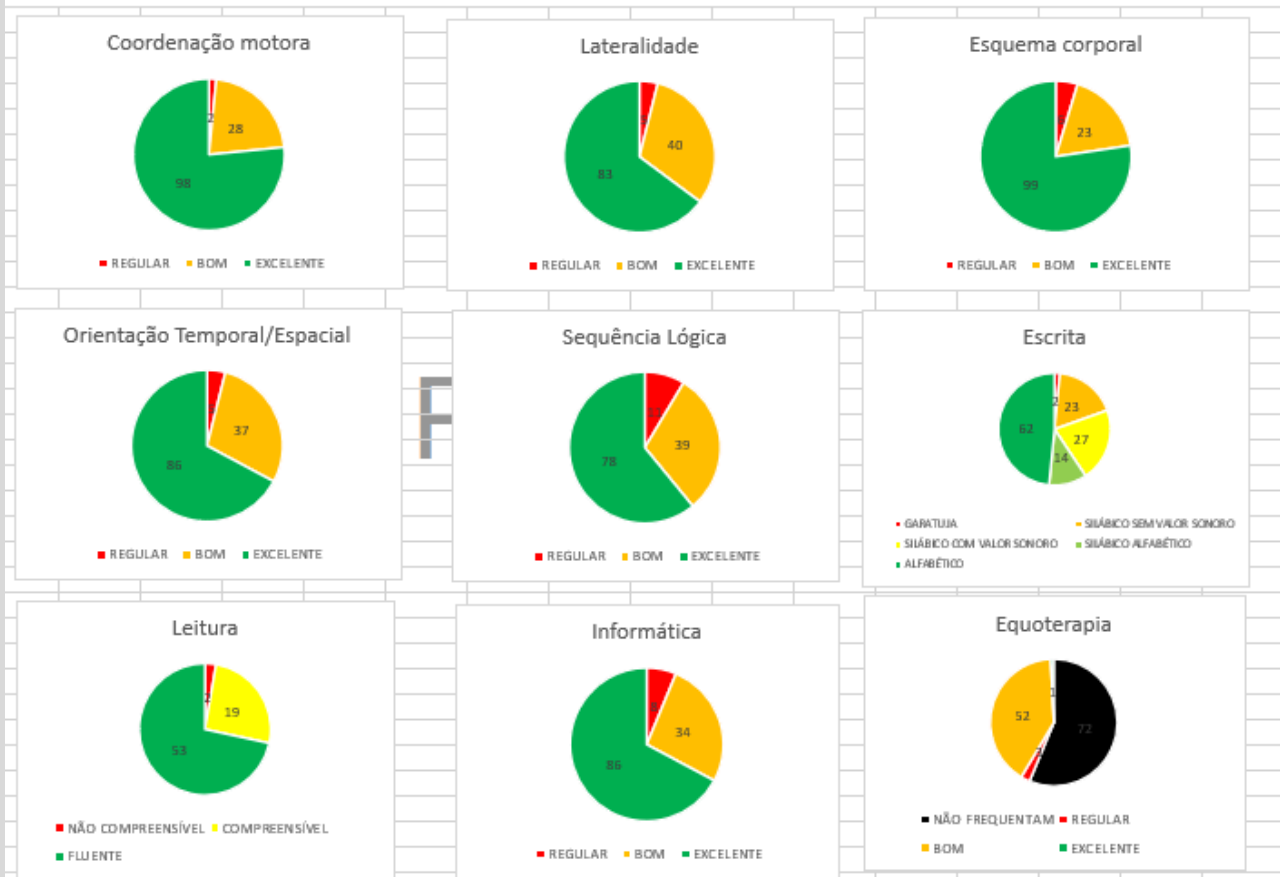 Coordenação motora
2
28
98
REGULAR BOM EXCELENTE
Lateralidade
40
83
REGULAR BOM EXCELENTE
Esquema corporal
23
99
REGULAR BOM EXCELENTE
Orientação Temporal/Espacial
37
86
REGULAR BOM EXCELENTE
F
Sequência Lógica
39
78
REGULAR BOM EXCELENTE
Escrita
2
23
62
27
14
GARATUJA SILÁBICO SEM VALOR SONORO
SILÁBICO COM VALOR SONORO SILÁBICO ALFABÉTICO
ALFABÉTICO
Leitura
2
19
53
NÃO COMPREENSÍVEL COMPREENSÍVEL
FLUENTE
Informática
8
34
86
REGULAR BOM EXCELENTE
Equoterapia
1
52
72
NÃO FREQUENTAM REGULAR
BOM EXCELENTE